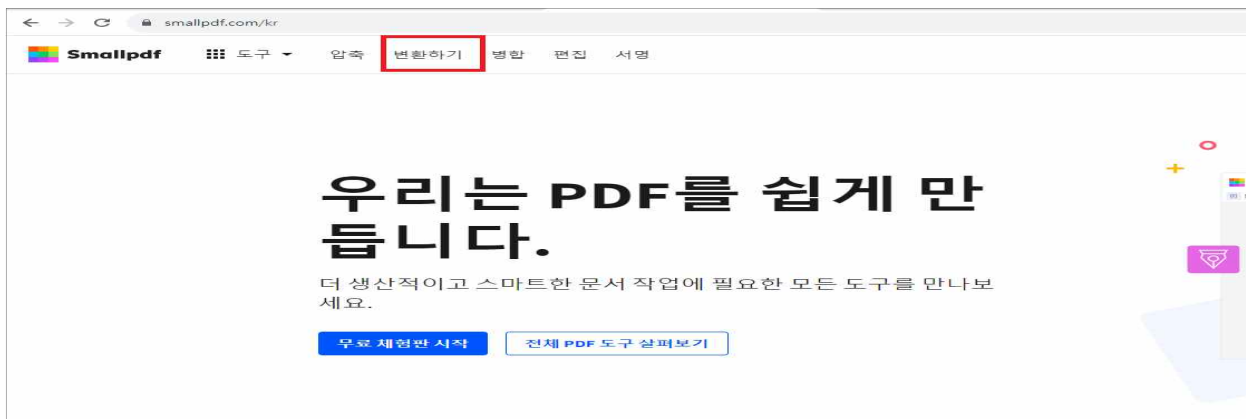 smallpdf.com/kr
Smallpdf 도구 압축 변환하기 병합 편집 서명
우리는 PDF를 쉽게 만
듭니다.
더 생산적이고 스마트한 문서 작업에 필요한 모든 도구를 만나보
세요.
무료 체험판 시작 전체 PDF 도구 살펴보기